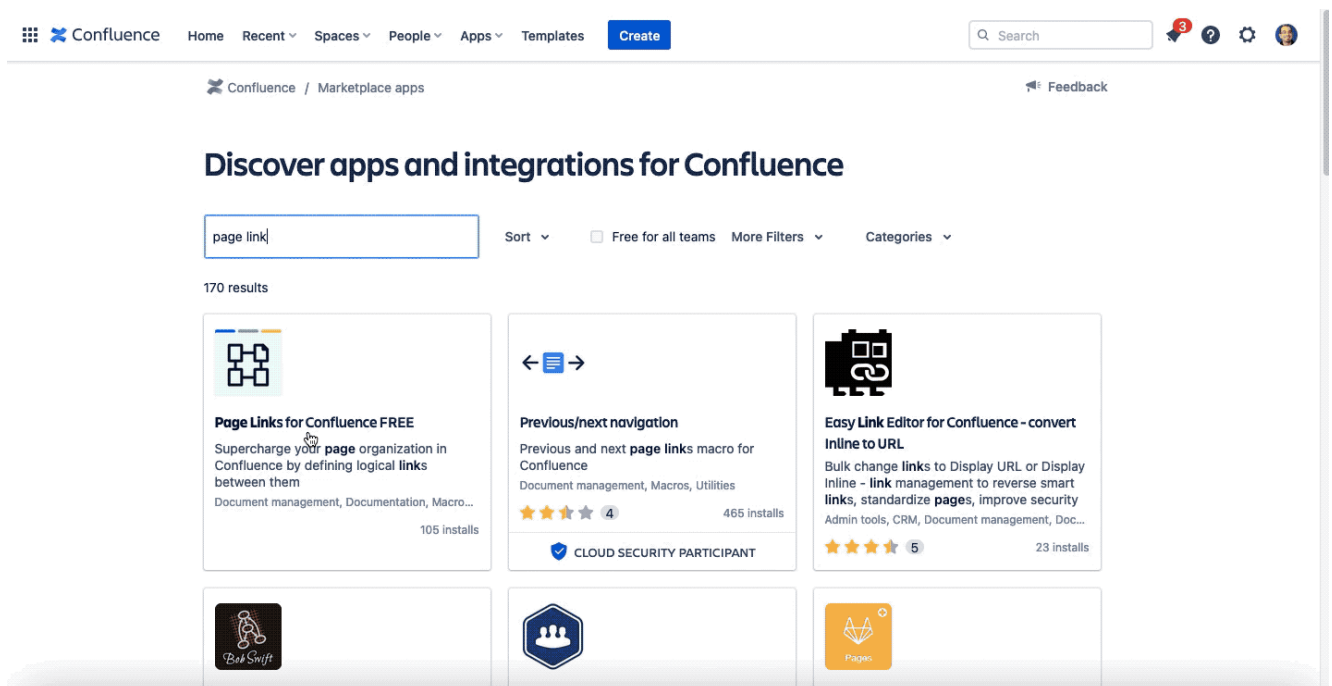 Confluence Home Recent Spaces People Apps Templates Create Search 3
Confluence / Marketplace apps Feedback
Discover apps and integrations for Confluence
page link Sort Free for all teams More Filters Categories
170 results
Page Links for Confluence FREE
Supercharge your page organization in
Confluence by defining logical links
between them
Document management, Documentation, Macro...
105 installs
Previous/next navigation
Previous and next page links macro for
Confluence
Document management, Macros, Utilities
4 465 installs
CLOUD SECURITY PARTICIPANT
Easy Link Editor for Confluence - convert
Inline to URL
Bulk change links to Display URL or Display
Inline - link management to reverse smart
links, standardize pages, improve security
Admin tools, CRM, Document management, Doc...
5 23 installs
Bob Swift
Pages